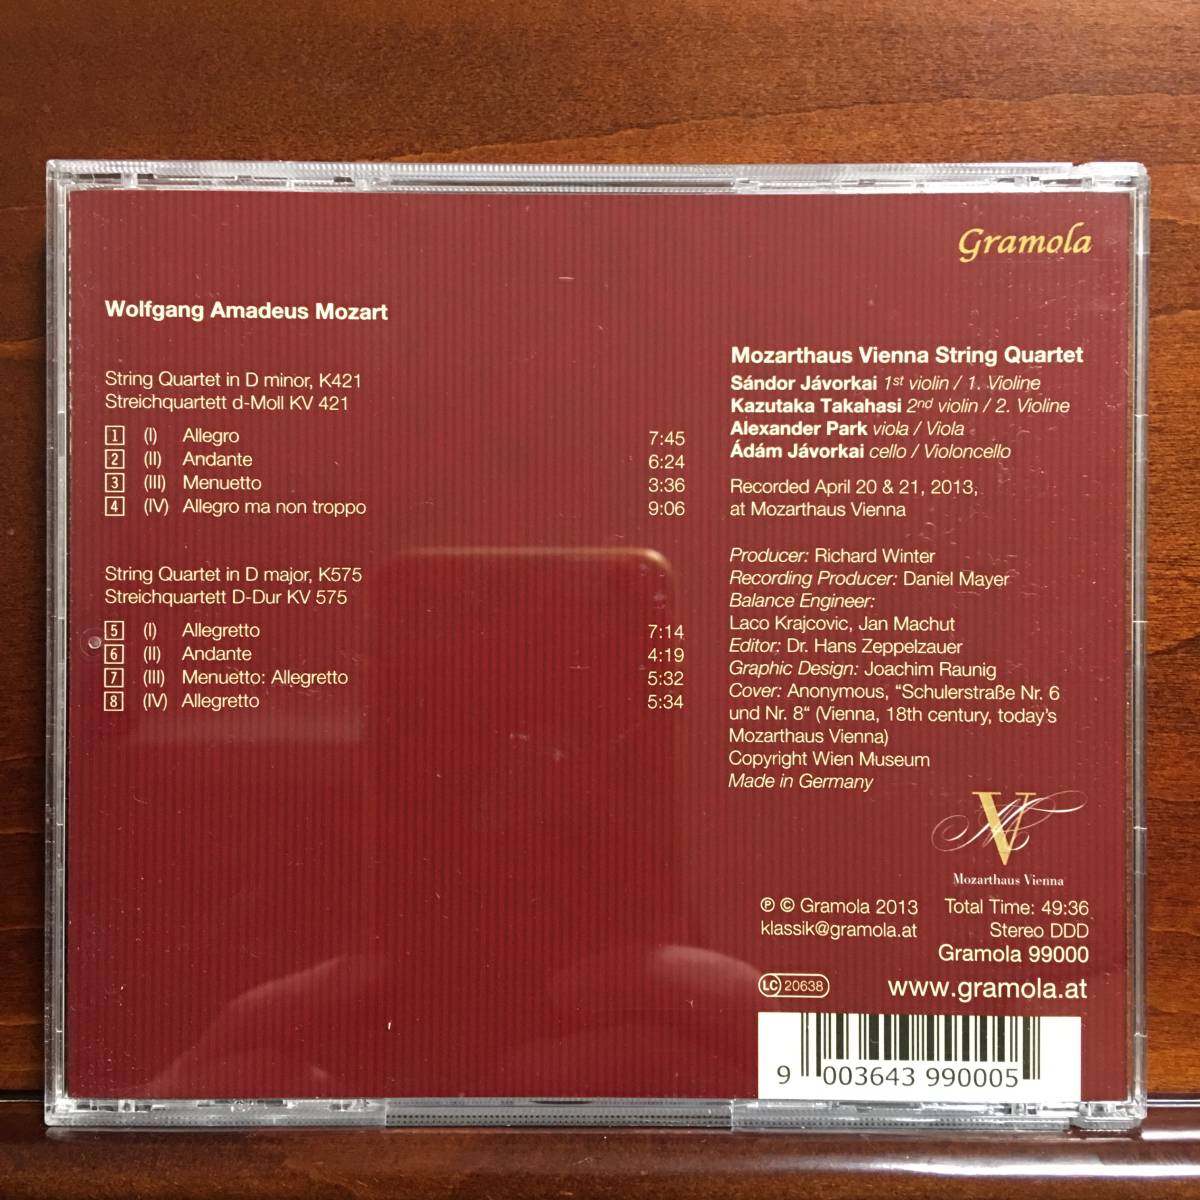 Gramola
Wolfgang Amadeus Mozart
String Quartet in D minor, K421
Streichquartett d-Moll KV 421
1 (I) Allegro 7:45
2 (II) Andante 6:24
3 (III) Menuetto 3:36
4 (IV) Allegro ma non troppo 9:06
String Quartet in D major, K575
Streichquartett D-Dur KV 575
5 (I) Allegretto 7:14
6 (II) Andante 4:19
7 (III) Menuetto: Allegretto 5:32
8 (IV) Allegretto 5:34
Mozarthaus Vienna String Quartet
Sándor Jávorkai 1st violin / 1. Violine
Kazutaka Takahasi 2nd violin / 2. Violine
Alexander Park viola / Viola
Ádám Jávorkai cello / Violoncello
Recorded April 20 & 21, 2013,
at Mozarthaus Vienna
Producer: Richard Winter
Recording Producer: Daniel Mayer
Balance Engineer:
Laco Krajcovic, Jan Machut
Editor: Dr. Hans Zeppelzauer
Graphic Design: Joachim Raunig
Cover: Anonymous, “Schulerstraße Nr. 6
und Nr. 8“ (Vienna, 18th century, today’s
Mozarthaus Vienna)
Copyright Wien Museum
Made in Germany
MV
Mozarthaus Vienna
℗ © Gramola 2013 Total Time: 49:36
klassik@gramola.at Stereo DDD
Gramola 99000
LC 20638 www.gramola.at
9 003643 990005